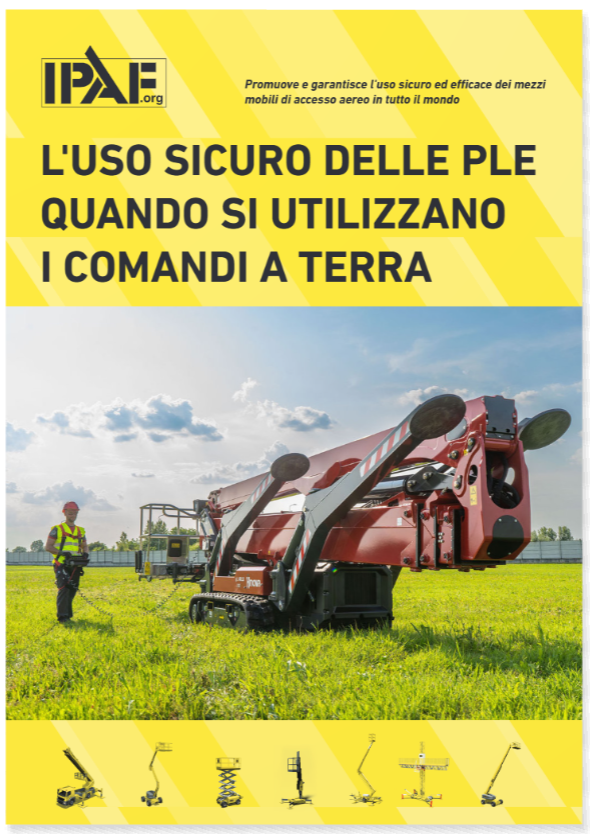 IPAF
.org
Promuove e garantisce l'uso sicuro ed efficace dei mezzi
mobili di accesso aereo in tutto il mondo
L'USO SICURO DELLE PLE
QUANDO SI UTILIZZANO
I COMANDI A TERRA